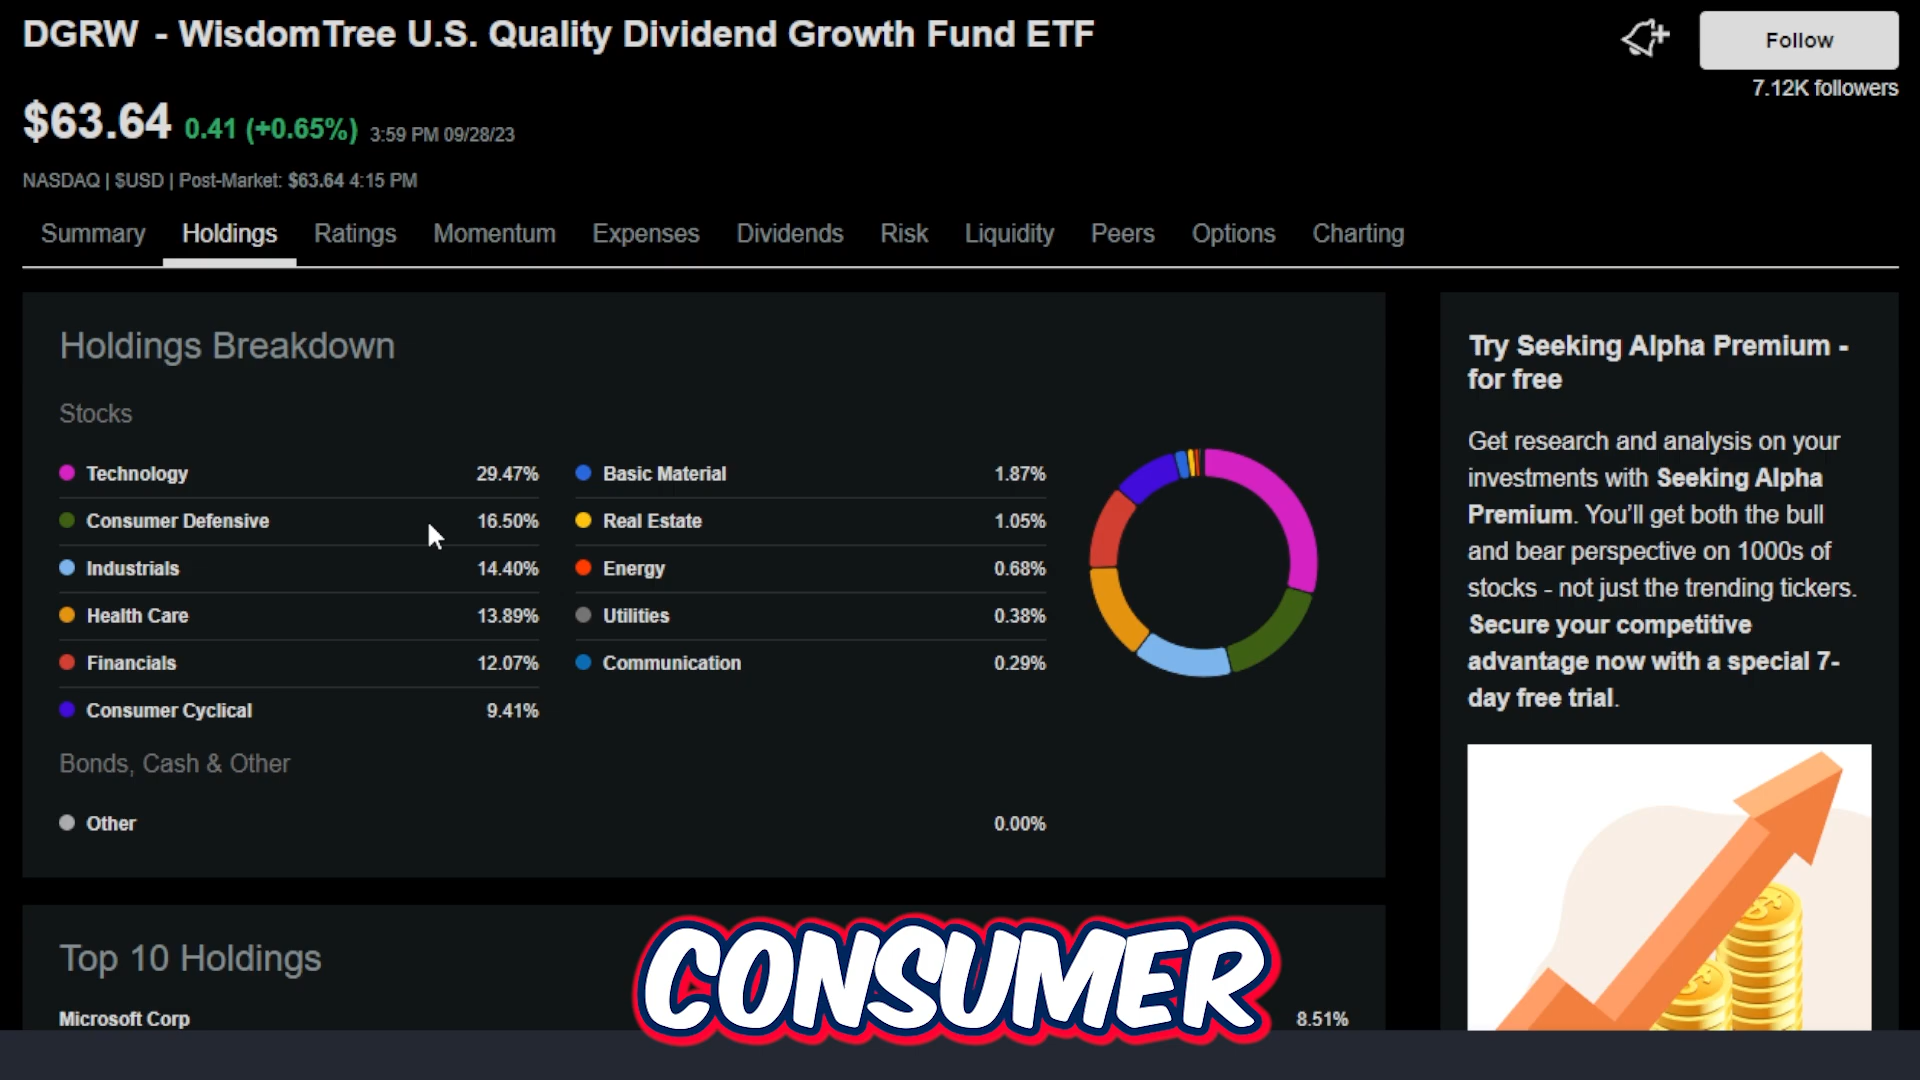 DGRW - WisdomTree U.S. Quality Dividend Growth Fund ETF
Follow
7.12K followers
$63.64 0.41 (+0.65%) 3:59 PM 09/28/23
NASDAQ | $USD | Post-Market: $63.64 4:15 PM
Summary Holdings Ratings Momentum Expenses Dividends Risk Liquidity Peers Options Charting
Holdings Breakdown
Stocks
Technology 29.47%
Consumer Defensive 16.50%
Industrials 14.40%
Health Care 13.89%
Financials 12.07%
Consumer Cyclical 9.41%
Basic Material 1.87%
Real Estate 1.05%
Energy 0.68%
Utilities 0.38%
Communication 0.29%
Bonds, Cash & Other
Other 0.00%
Top 10 Holdings
Microsoft Corp 8.51%
CONSUMER
Try Seeking Alpha Premium -
for free
Get research and analysis on your
investments with Seeking Alpha
Premium. You'll get both the bull
and bear perspective on 1000s of
stocks - not just the trending tickers.
Secure your competitive
advantage now with a special 7-
day free trial.